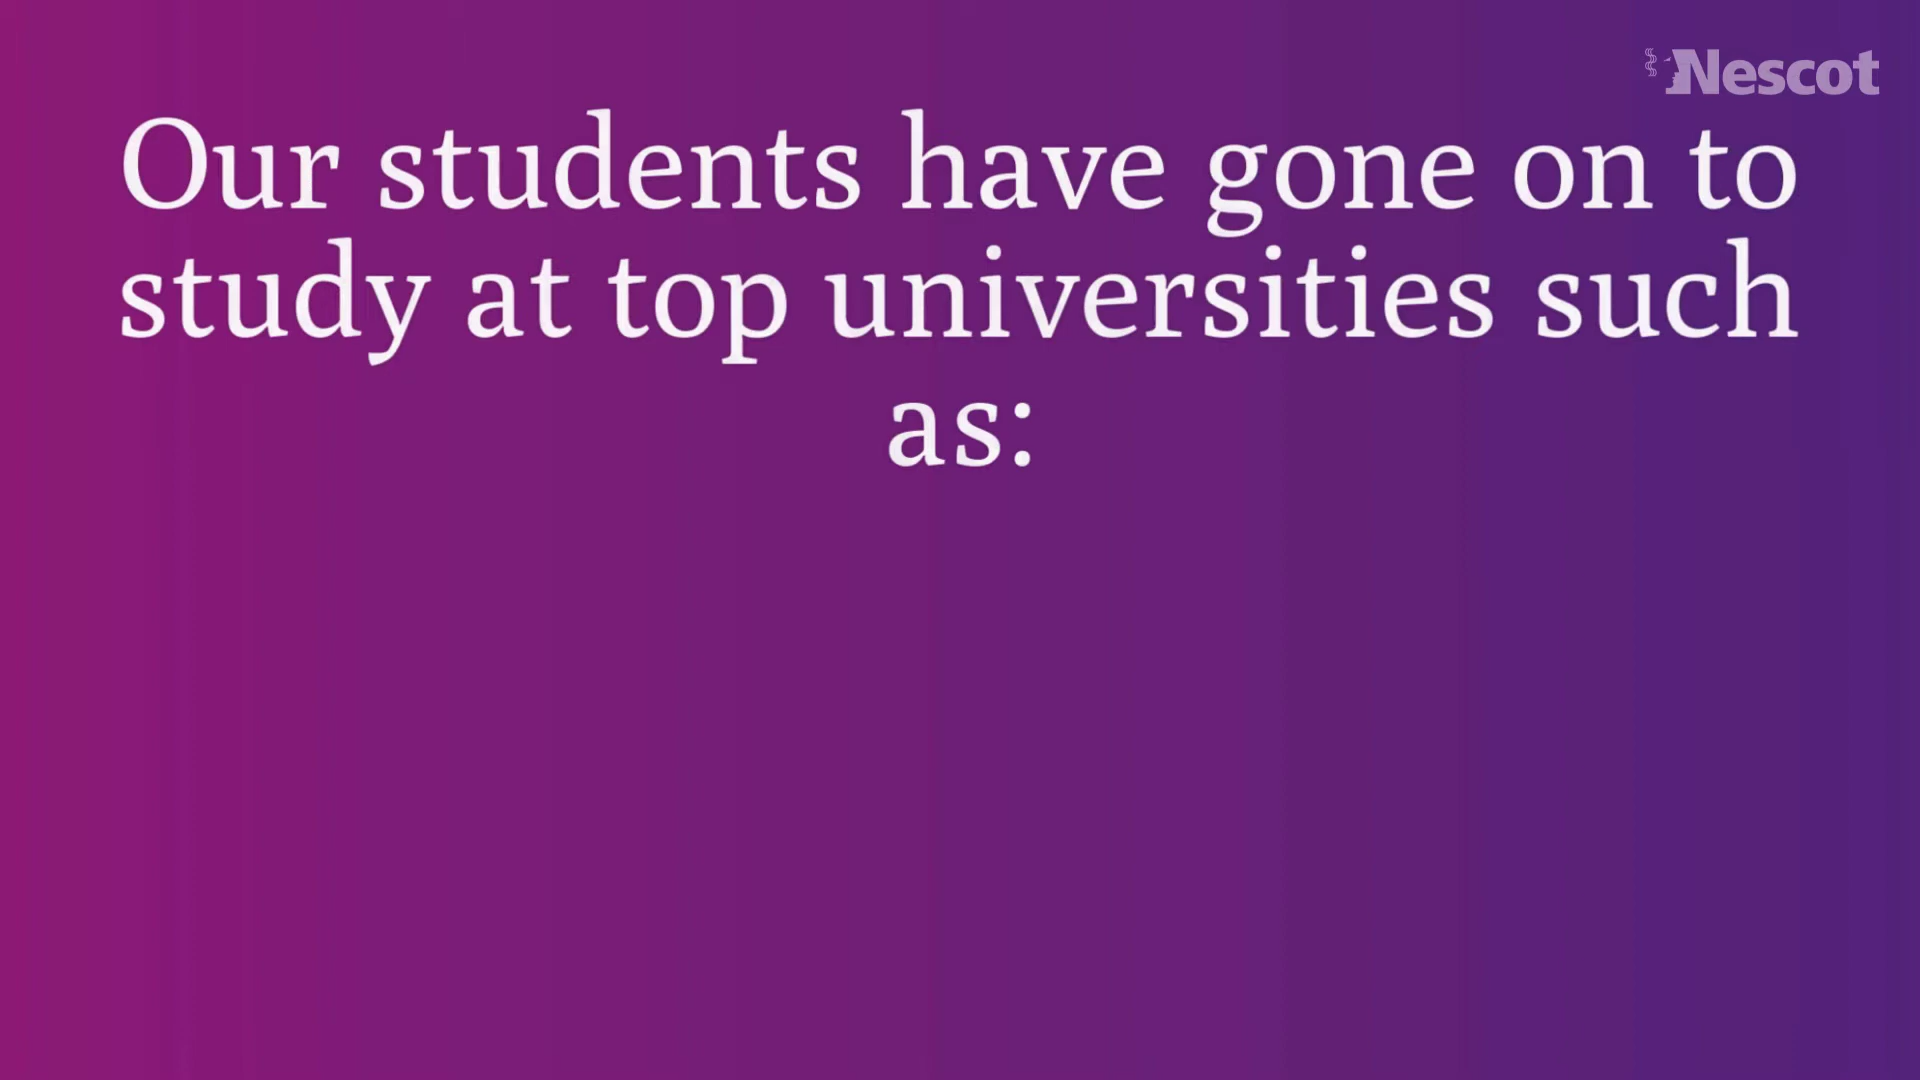 Nescot
Our students have gone on to
study at top universities such
as: